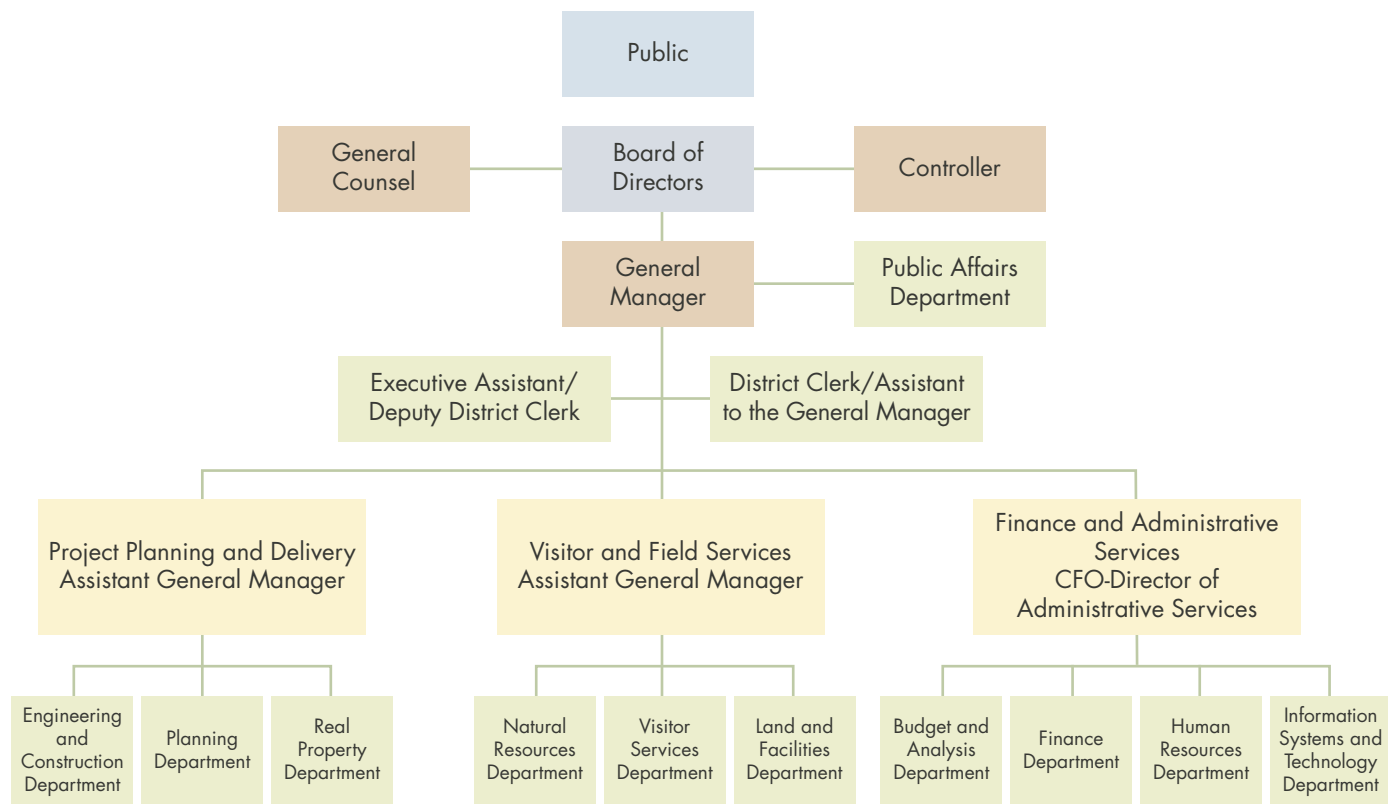 Public
General
Counsel
Board of
Directors
Controller
General
Manager
Public Affairs
Department
Executive Assistant/
Deputy District Clerk
District Clerk/Assistant
to the General Manager
Project Planning and Delivery
Assistant General Manager
Visitor and Field Services
Assistant General Manager
Finance and Administrative
Services
CFO-Director of
Administrative Services
Engineering
and
Construction
Department
Planning
Department
Real
Property
Department
Natural
Resources
Department
Visitor
Services
Department
Land and
Facilities
Department
Budget and
Analysis
Department
Finance
Department
Human
Resources
Department
Information
Systems and
Technology
Department